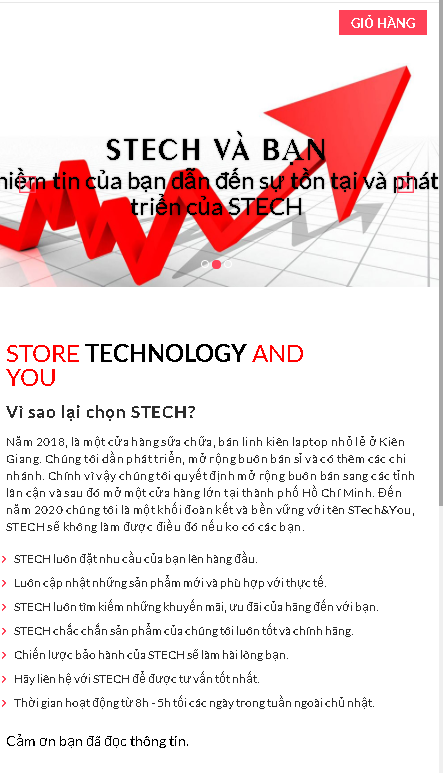 GIỎ HÀNG
STECH VÀ BẠN
niềm tin của bạn dẫn đến sự tồn tại và phát
triển của STECH
STORE TECHNOLOGY AND
YOU
Vì sao lại chọn STECH?
Năm 2018, là một cửa hàng sữa chữa, bán linh kiên laptop nhỏ lẻ ở Kiên
Giang. Chúng tôi dần phát triển, mở rộng buôn bán sỉ và có thêm các chi
nhánh. Chính vì vậy chúng tôi quyết định mở rộng buôn bán sang các tỉnh
lân cận và sau đó mở một cửa hàng lớn tại thành phố Hồ Chí Minh. Đến
năm 2020 chúng tôi là một khối đoàn kết và bền vững với tên STech&You,
STECH sẽ không làm được điều đó nếu ko có các bạn.
STECH luôn đặt nhu cầu của bạn lên hàng đầu.
Luôn cập nhật những sản phẩm mới và phù hợp với thực tế.
STECH luôn tìm kiếm những khuyến mãi, ưu đãi của hãng đến với bạn.
STECH chắc chắn sản phẩm của chúng tôi luôn tốt và chính hãng.
Chiến lược bảo hành của STECH sẽ làm hài lòng bạn.
Hãy liên hệ với STECH để được tư vấn tốt nhất.
Thời gian hoạt động từ 8h - 5h tối các ngày trong tuần ngoài chủ nhật.
Cảm ơn bạn đã đọc thông tin.